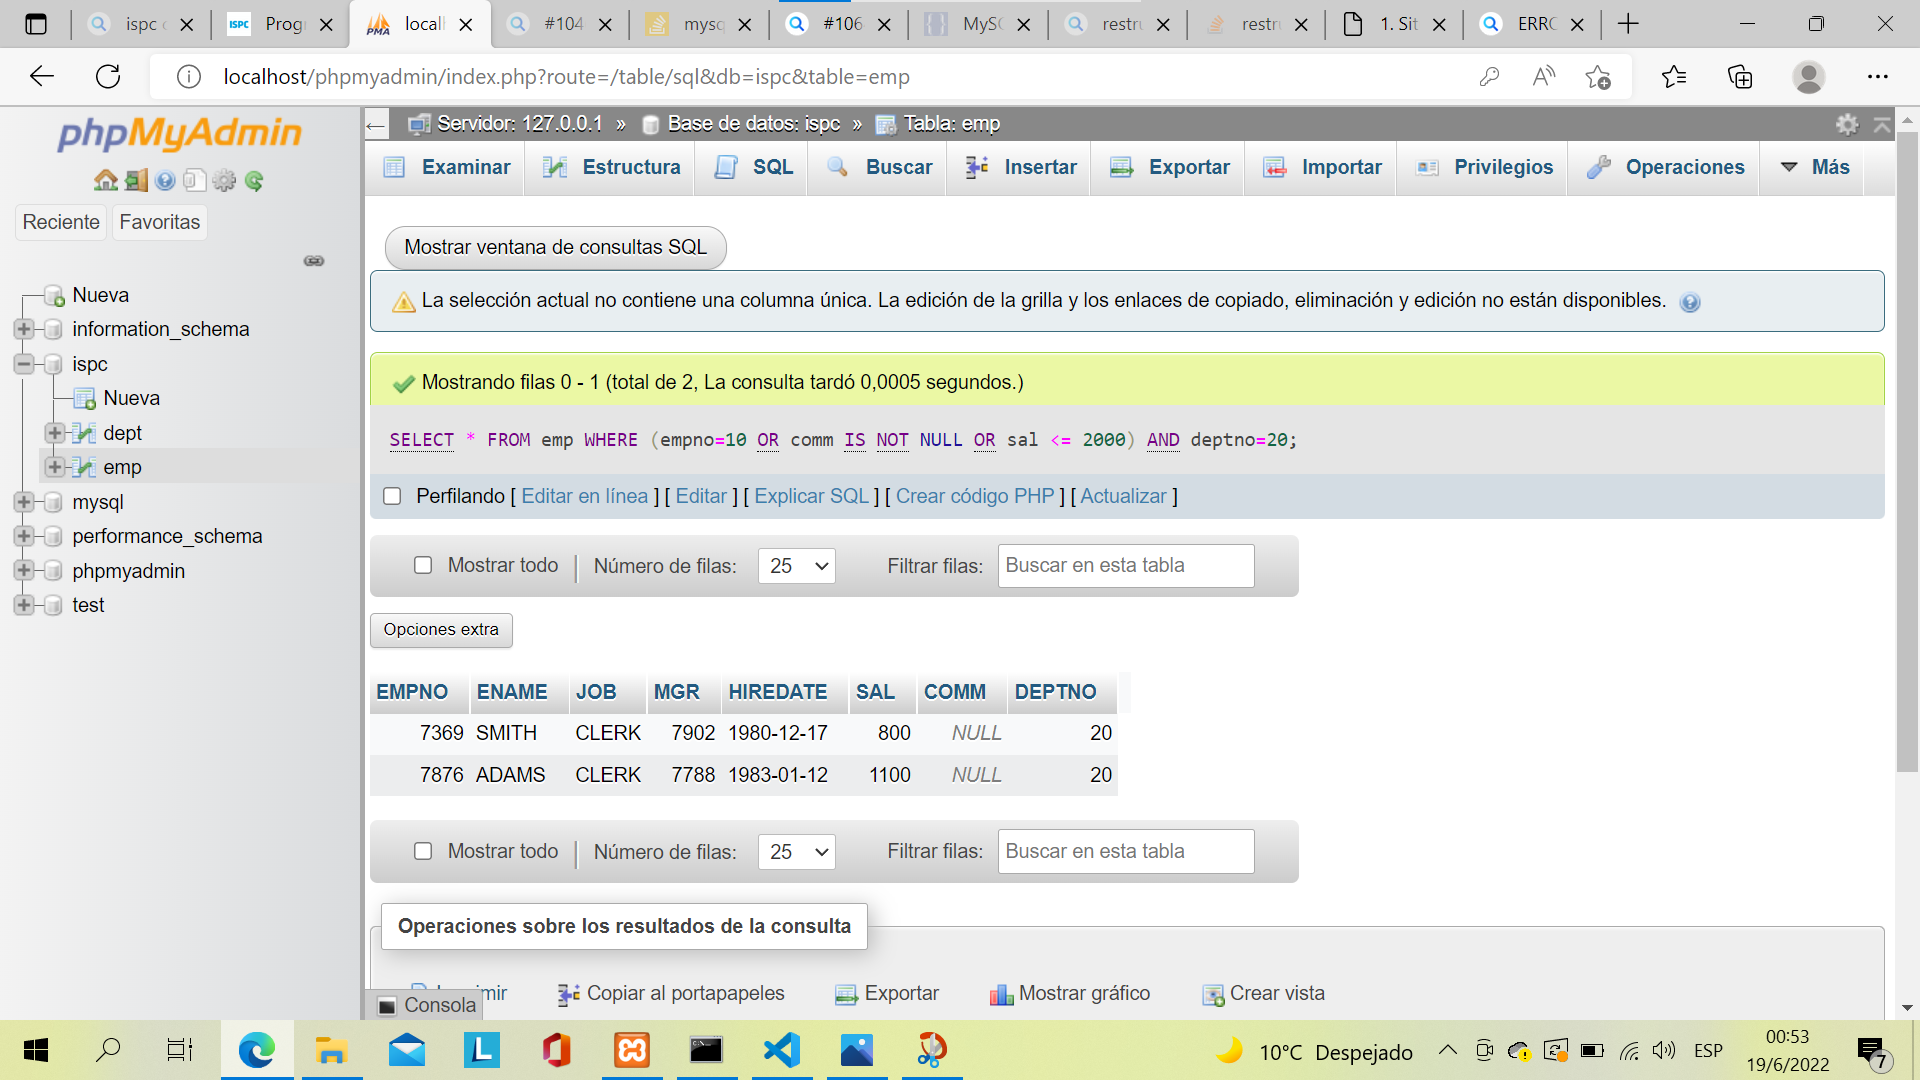 ispc
Prog
locall
#104
mysq
#106
MySC
restru
restru
1. Sit
ERRC
localhost/phpmyadmin/index.php?route=/table/sql&db=ispc&table=emp
phpMyAdmin
Reciente
Favoritas
Nueva
information_schema
ispc
Nueva
dept
emp
mysql
performance_schema
phpmyadmin
test
Servidor: 127.0.0.1 » Base de datos: ispc » Tabla: emp
Examinar Estructura SQL Buscar Insertar Exportar Importar Privilegios Operaciones Más
Mostrar ventana de consultas SQL
La selección actual no contiene una columna única. La edición de la grilla y los enlaces de copiado, eliminación y edición no están disponibles.
Mostrando filas 0 - 1 (total de 2, La consulta tardó 0,0005 segundos.)
SELECT * FROM emp WHERE (empno=10 OR comm IS NOT NULL OR sal <= 2000) AND deptno=20;
Perfilando [ Editar en línea ] [ Editar ] [ Explicar SQL ] [ Crear código PHP ] [ Actualizar ]
Mostrar todo | Número de filas: 25 Filtrar filas: Buscar en esta tabla
Opciones extra
EMPNO ENAME JOB MGR HIREDATE SAL COMM DEPTNO
7369 SMITH CLERK 7902 1980-12-17 800 NULL 20
7876 ADAMS CLERK 7788 1983-01-12 1100 NULL 20
Mostrar todo | Número de filas: 25 Filtrar filas: Buscar en esta tabla
Operaciones sobre los resultados de la consulta
Copiar al portapapeles Exportar Mostrar gráfico Crear vista
Consola
10°C Despejado
ESP
00:53
19/6/2022
7